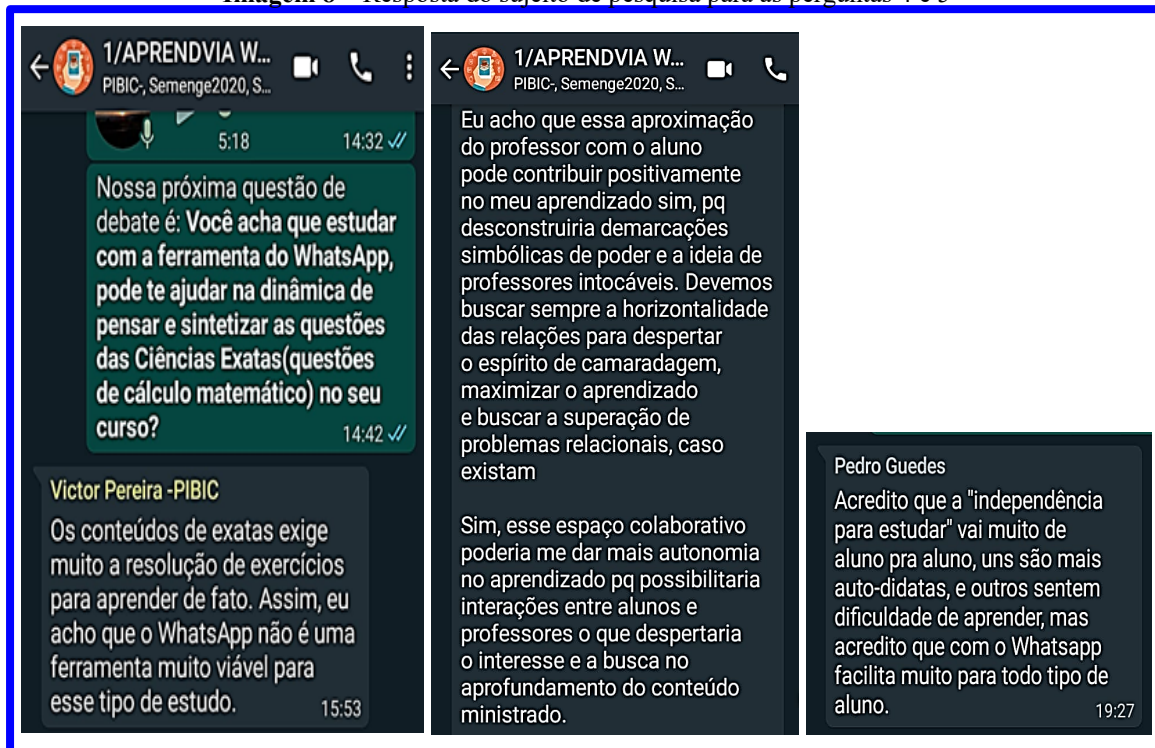 1/APRENDVIA W...
PIBIC-, Semenge2020, S...
5:18
14:32
Nossa próxima questão de
debate é: Você acha que estudar
com a ferramenta do WhatsApp,
pode te ajudar na dinâmica de
pensar e sintetizar as questões
das Ciências Exatas(questões
de cálculo matemático) no seu
curso?
14:42
Victor Pereira -PIBIC
Os conteúdos de exatas exige
muito a resolução de exercícios
para aprender de fato. Assim, eu
acho que o WhatsApp não é uma
ferramenta muito viável para
esse tipo de estudo.
15:53
1/APRENDVIA W...
PIBIC-, Semenge2020, S...
Eu acho que essa aproximação
do professor com o aluno
pode contribuir positivamente
no meu aprendizado sim, pq
desconstruiria demarcações
simbólicas de poder e a ideia de
professores intocáveis. Devemos
buscar sempre a horizontalidade
das relações para despertar
o espírito de camaradagem,
maximizar o aprendizado
e buscar a superação de
problemas relacionais, caso
existam
Sim, esse espaço colaborativo
poderia me dar mais autonomia
no aprendizado pq possibilitaria
interações entre alunos e
professores o que despertaria
o interesse e a busca no
aprofundamento do conteúdo
ministrado.
Pedro Guedes
Acredito que a "independência
para estudar" vai muito de
aluno pra aluno, uns são mais
auto-didatas, e outros sentem
dificuldade de aprender, mas
acredito que com o Whatsapp
facilita muito para todo tipo de
aluno.
19:27